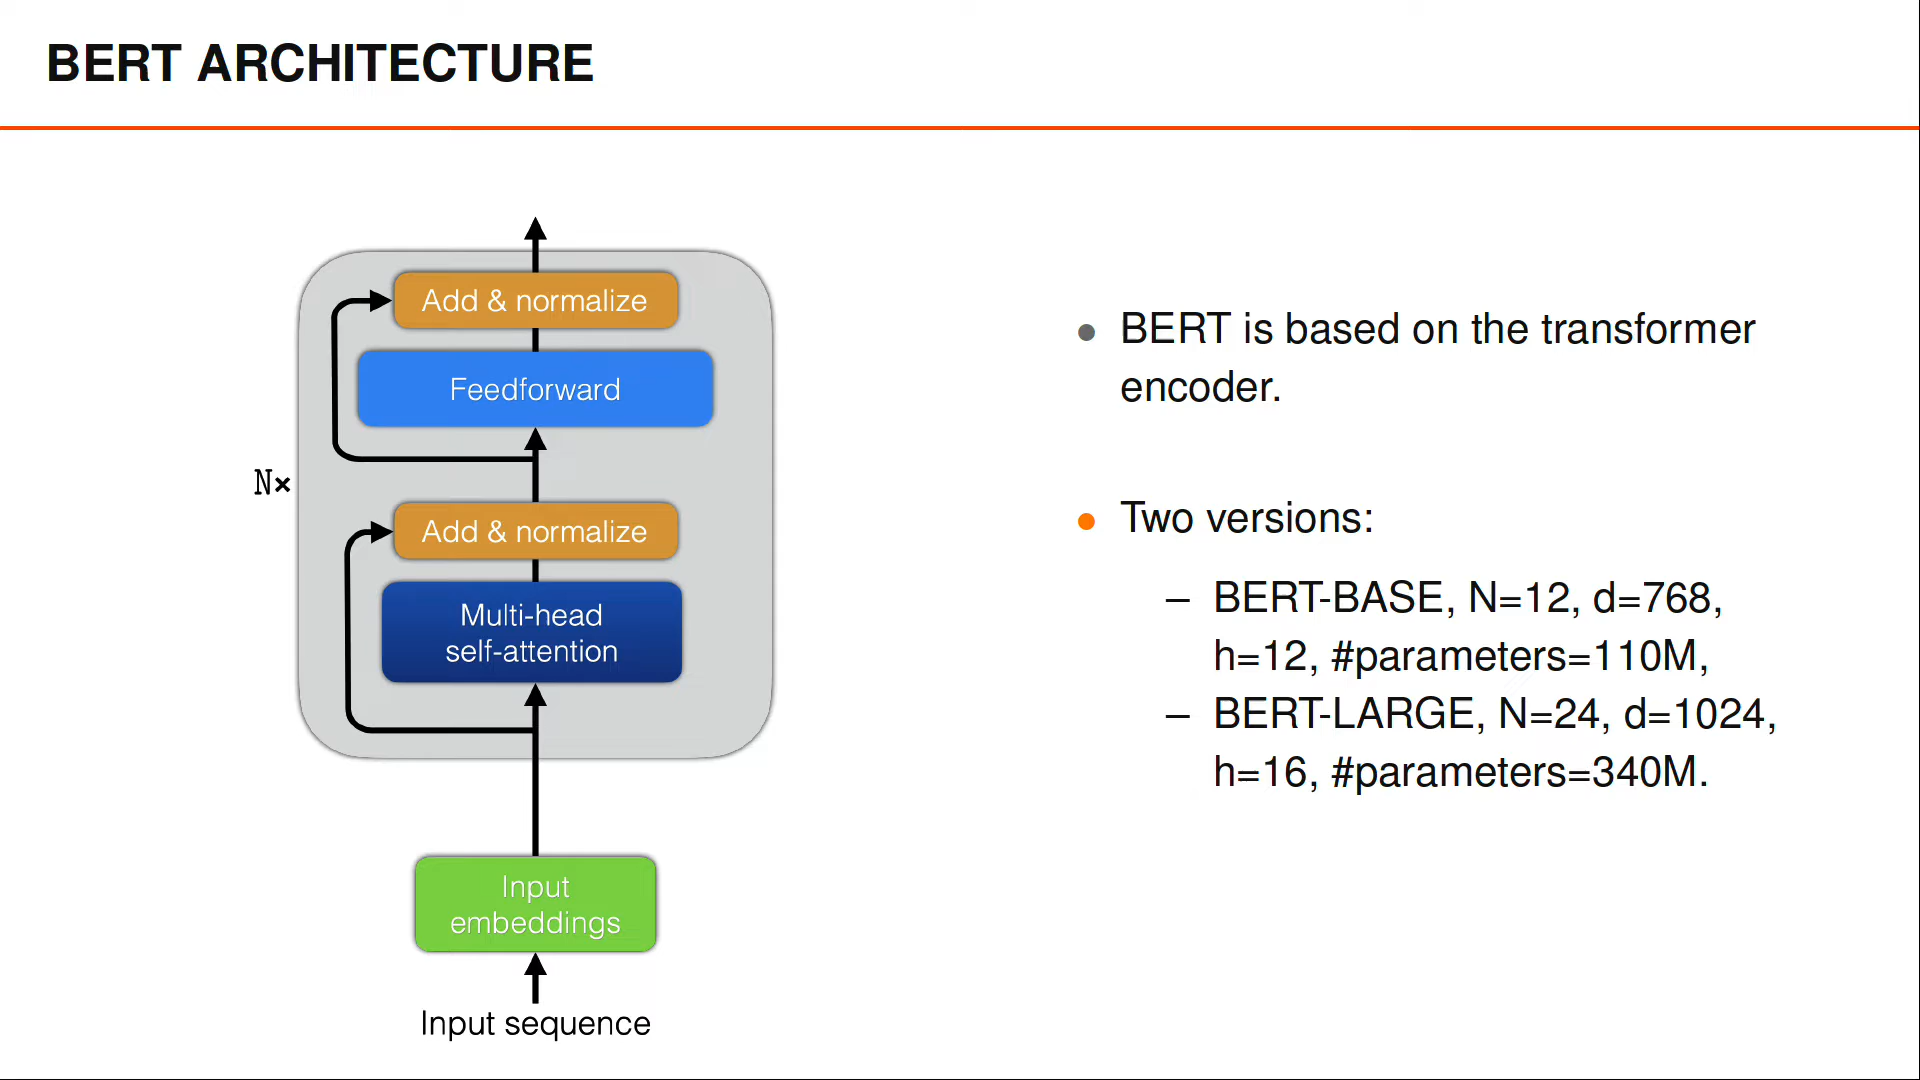 BERT ARCHITECTURE
Add & normalize
Feedforward
N×
Add & normalize
Multi-head
self-attention
Input
embeddings
Input sequence
• BERT is based on the transformer
encoder.
• Two versions:
– BERT-BASE, N=12, d=768,
h=12, #parameters=110M,
– BERT-LARGE, N=24, d=1024,
h=16, #parameters=340M.